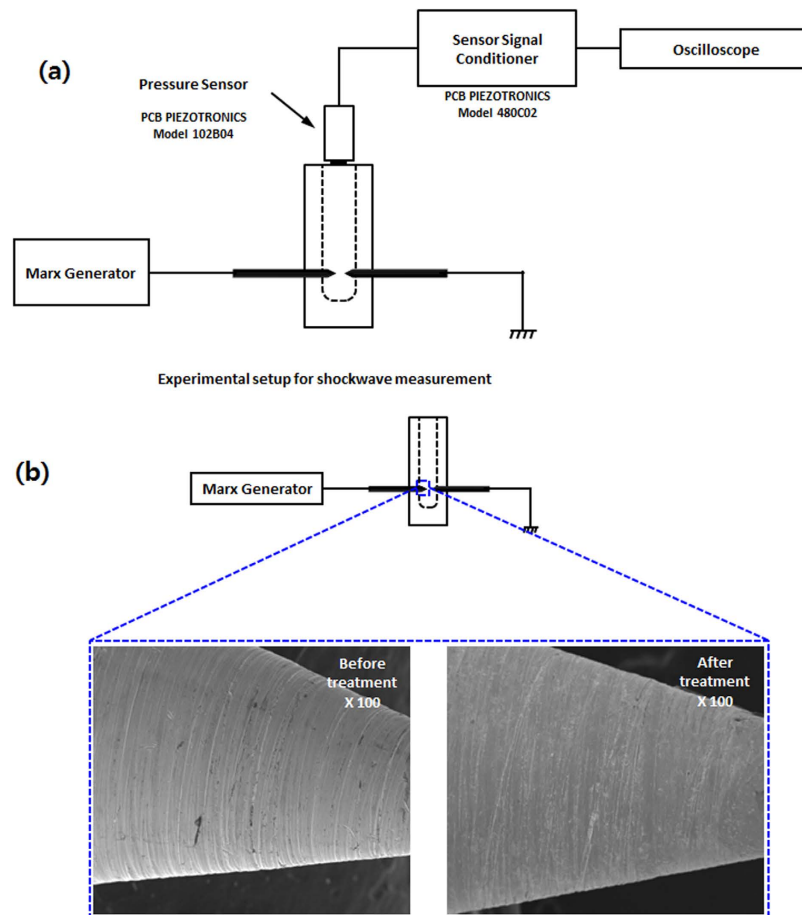 (a)
Pressure Sensor
PCB PIEZOTRONICS
Model 102B04
Sensor Signal
Conditioner
PCB PIEZOTRONICS
Model 480C02
Oscilloscope
Marx Generator
Experimental setup for shockwave measurement
(b)
Marx Generator
Before
treatment
X 100
After
treatment
X 100